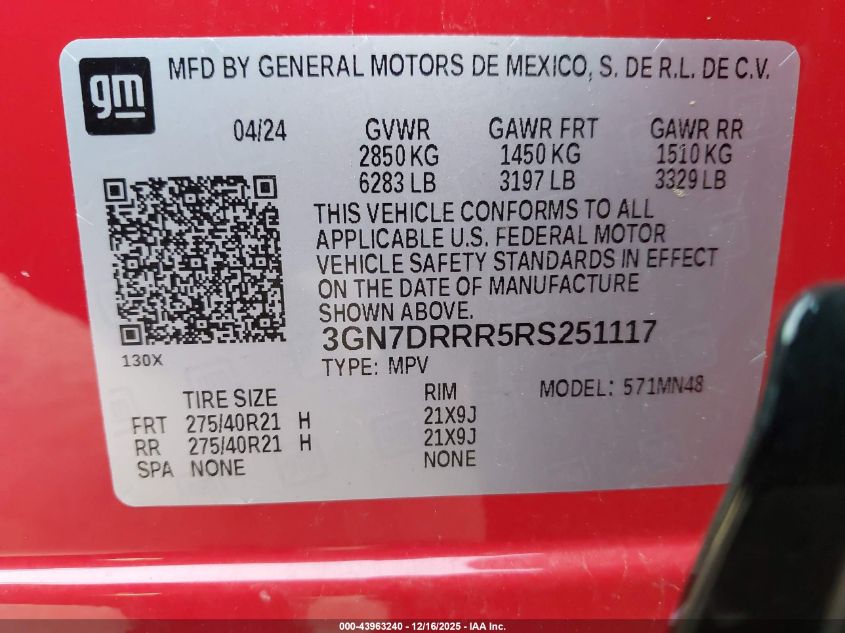 gm
MFD BY GENERAL MOTORS DE MEXICO, S. DE R.L. DE C.V.
04/24 GVWR GAWR FRT GAWR RR
2850 KG 1450 KG 1510 KG
6283 LB 3197 LB 3329 LB
THIS VEHICLE CONFORMS TO ALL
APPLICABLE U.S. FEDERAL MOTOR
VEHICLE SAFETY STANDARDS IN EFFECT
ON THE DATE OF MANUFACTURE
SHOWN ABOVE.
3GN7DRRR5RS251117
130X
TYPE: MPV
MODEL: 571MN48
TIRE SIZE RIM
FRT 275/40R21 H 21X9J
RR 275/40R21 H 21X9J
SPA NONE NONE
000-43963240 - 12/16/2025 - IAA Inc.